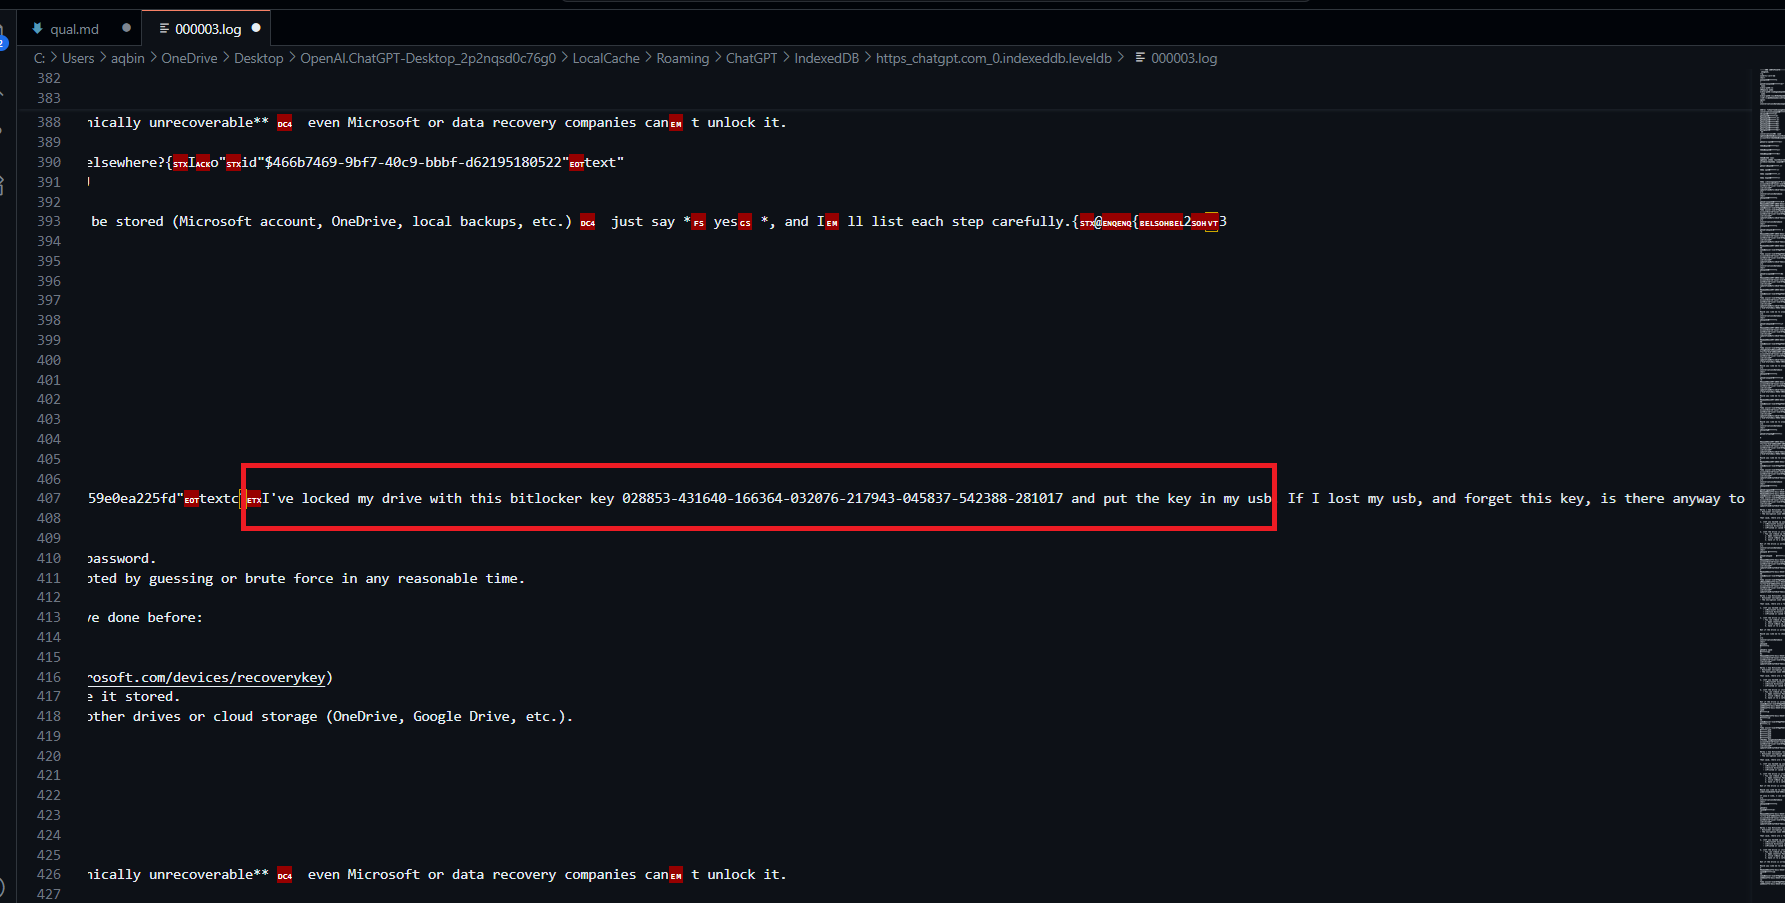 qual.md
000003.log
C: > Users > aqbin > OneDrive > Desktop > OpenAI.ChatGPT-Desktop_2p2nqsd0c76g0 > LocalCache > Roaming > ChatGPT > IndexedDB > https_chatgpt.com_0.indexeddb.leveldb > 000003.log
382
383
388 nically unrecoverable** DC4 even Microsoft or data recovery companies canEM t unlock it.
389
390 elsewhere?{STXIACKo"STXid"$466b7469-9bf7-40c9-bbbf-d62195180522"EOTtext"
391
392
393 be stored (Microsoft account, OneDrive, local backups, etc.) DC4 just say *FS yesGS *, and IEM ll list each step carefully.{STX@ENQENQ{BELSOHBEL2SOHVT3
394
395
396
397
398
399
400
401
402
403
404
405
406
407 59e0ea225fd"EOTtextc ETXI've locked my drive with this bitlocker key 028853-431640-166364-032076-217943-045837-542388-281017 and put the key in my usb If I lost my usb, and forget this key, is there anyway to
408
409
410 password.
411 pted by guessing or brute force in any reasonable time.
412
413 ve done before:
414
415
416 rosoft.com/devices/recoverykey)
417 e it stored.
418 other drives or cloud storage (OneDrive, Google Drive, etc.).
419
420
421
422
423
424
425
426 nically unrecoverable** DC4 even Microsoft or data recovery companies canEM t unlock it.
427